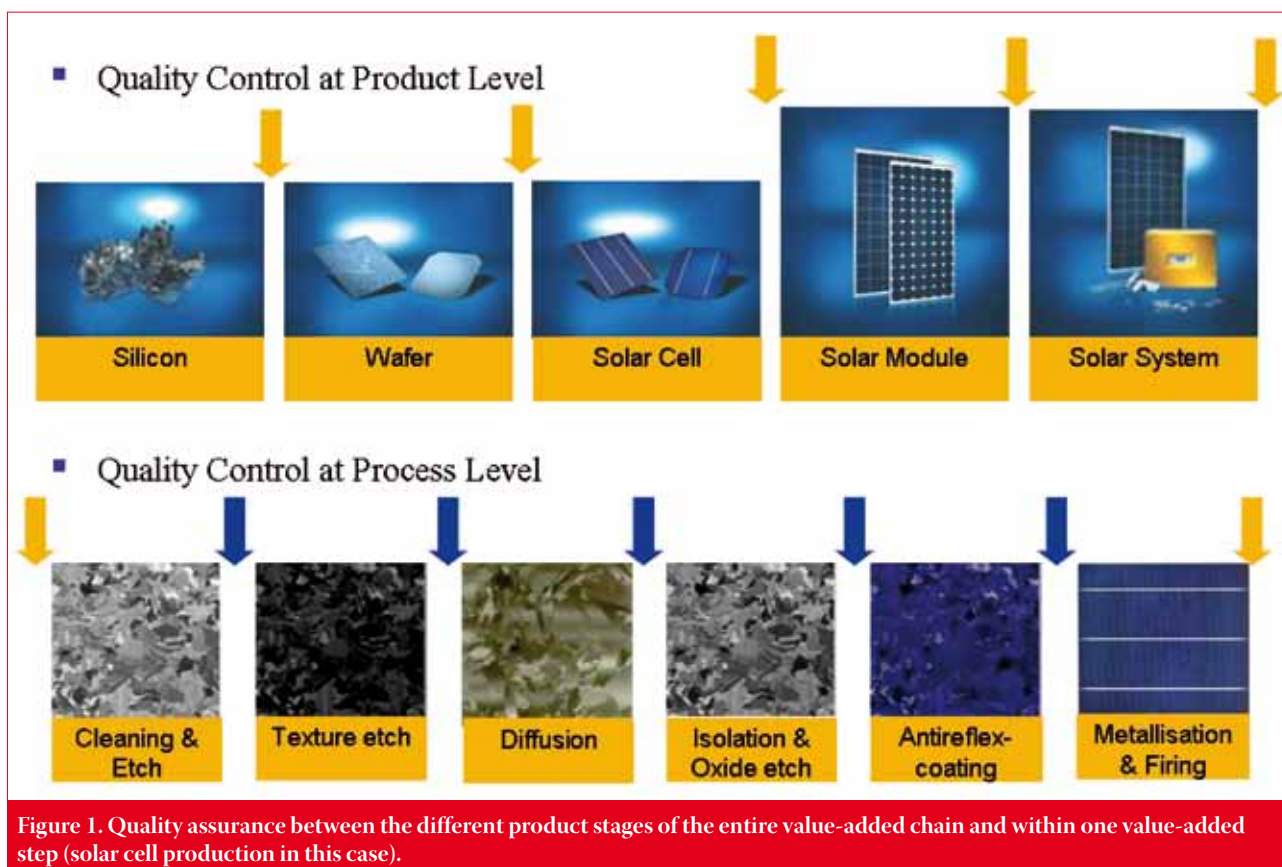 ▪ Quality Control at Product Level
Silicon
Wafer
Solar Cell
Solar Module
Solar System
▪ Quality Control at Process Level
Cleaning &
Etch
Texture etch
Diffusion
Isolation &
Oxide etch
Antireflex-
coating
Metallisation
& Firing
Figure 1. Quality assurance between the different product stages of the entire value-added chain and within one value-added
step (solar cell production in this case).